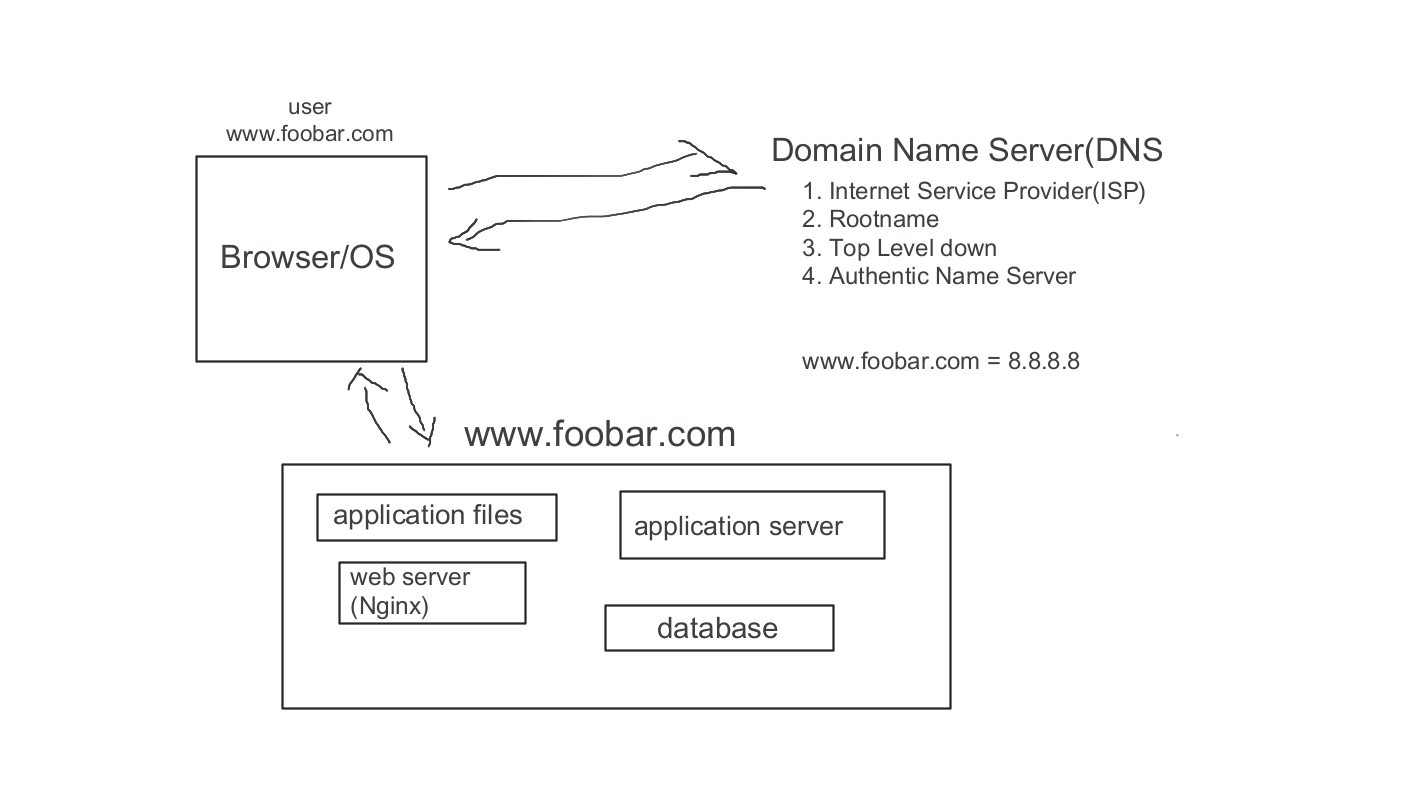 user
www.foobar.com
Browser/OS
Domain Name Server(DNS
1. Internet Service Provider(ISP)
2. Rootname
3. Top Level down
4. Authentic Name Server
www.foobar.com = 8.8.8.8
www.foobar.com
application files
application server
web server
(Nginx)
database